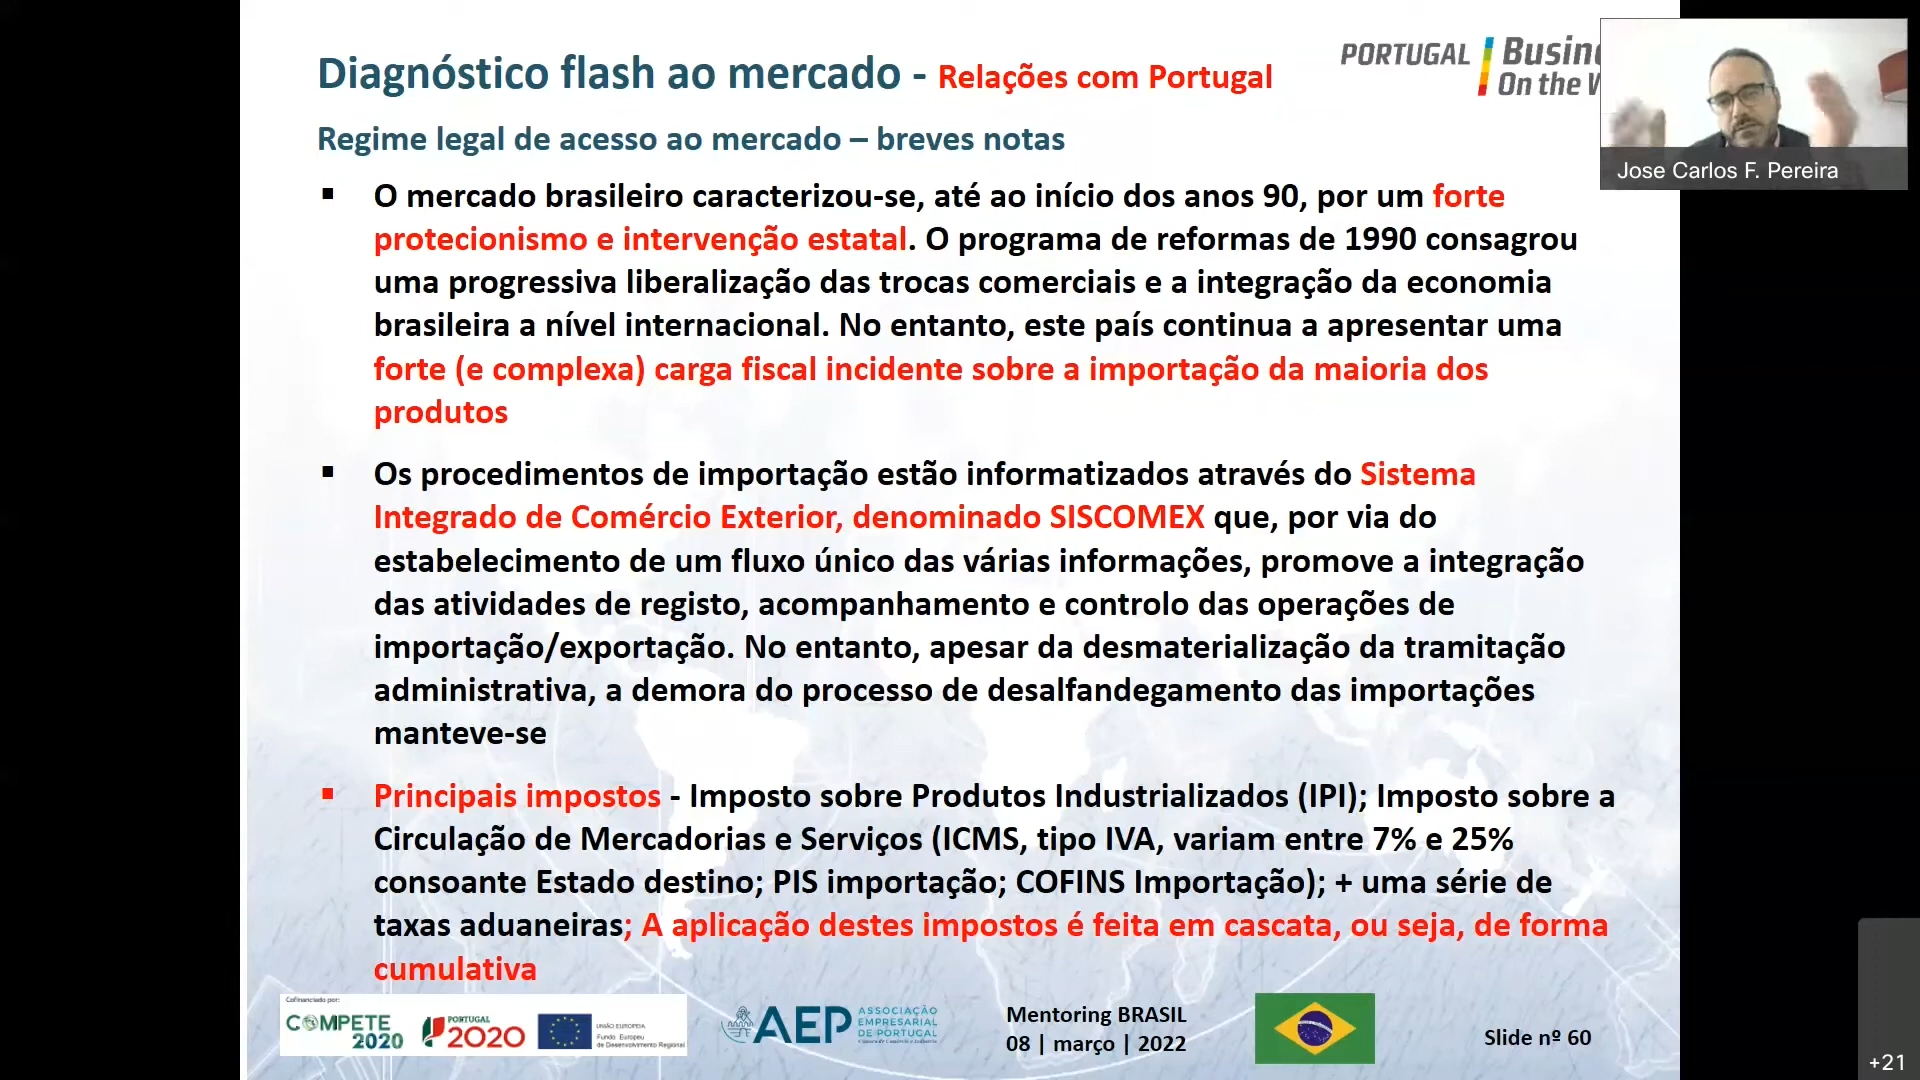 Diagnóstico flash ao mercado - Relações com Portugal
PORTUGAL Busine
On the W
Regime legal de acesso ao mercado – breves notas
Jose Carlos F. Pereira
▪ O mercado brasileiro caracterizou-se, até ao início dos anos 90, por um forte
protecionismo e intervenção estatal. O programa de reformas de 1990 consagrou
uma progressiva liberalização das trocas comerciais e a integração da economia
brasileira a nível internacional. No entanto, este país continua a apresentar uma
forte (e complexa) carga fiscal incidente sobre a importação da maioria dos
produtos
▪ Os procedimentos de importação estão informatizados através do Sistema
Integrado de Comércio Exterior, denominado SISCOMEX que, por via do
estabelecimento de um fluxo único das várias informações, promove a integração
das atividades de registo, acompanhamento e controlo das operações de
importação/exportação. No entanto, apesar da desmaterialização da tramitação
administrativa, a demora do processo de desalfandegamento das importações
manteve-se
▪ Principais impostos - Imposto sobre Produtos Industrializados (IPI); Imposto sobre a
Circulação de Mercadorias e Serviços (ICMS, tipo IVA, variam entre 7% e 25%
consoante Estado destino; PIS importação; COFINS Importação); + uma série de
taxas aduaneiras; A aplicação destes impostos é feita em cascata, ou seja, de forma
cumulativa
Cofinanciado por:
COMPETE
2020
PORTUGAL
2020
UNIÃO EUROPEIA
Fundo Europeu
de Desenvolvimento Regional
AEP
ASSOCIAÇÃO
EMPRESARIAL
DE PORTUGAL
Câmara de Comércio e Indústria
Mentoring BRASIL
08 | março | 2022
Slide nº 60
+21